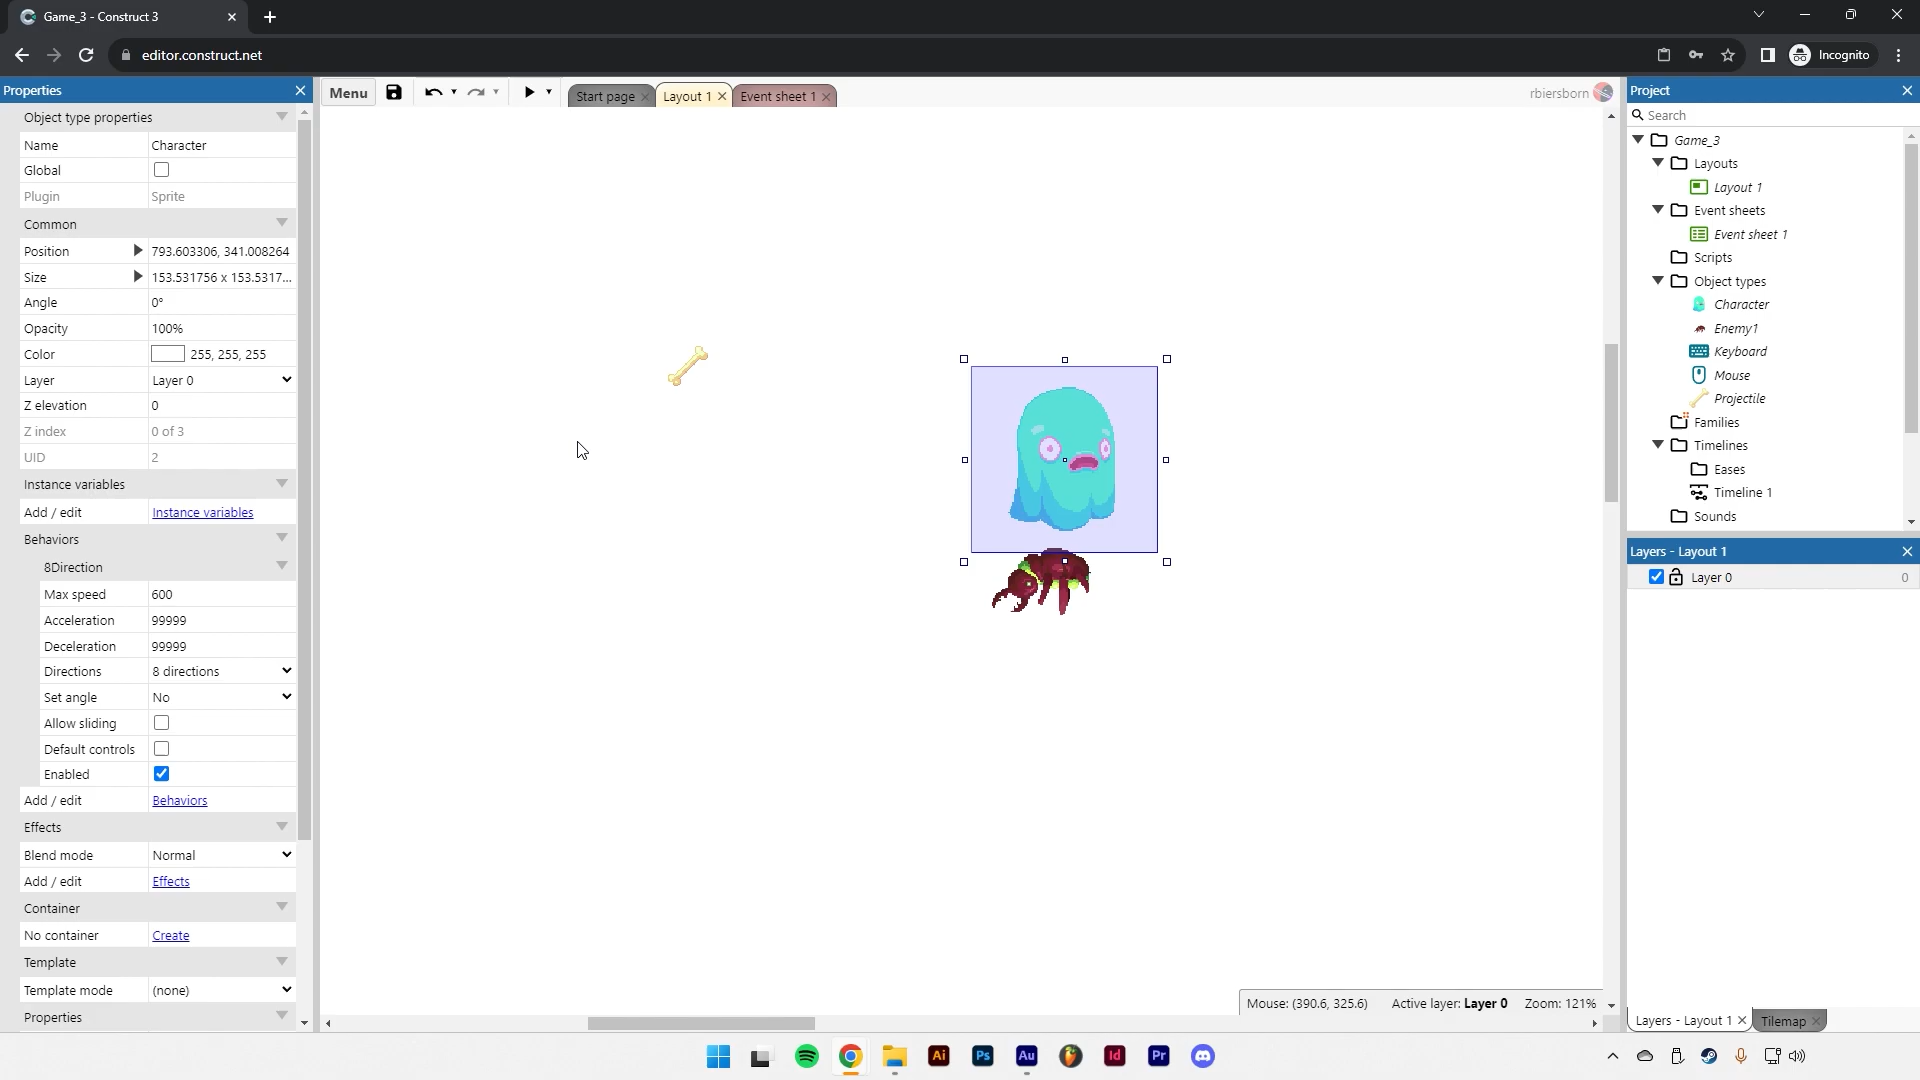 Game_3 - Construct 3
editor.construct.net
Incognito
Properties
Object type properties
Name Character
Global
Plugin Sprite
Common
Position 793.603306, 341.008264
Size 153.531756 x 153.5317...
Angle 0°
Opacity 100%
Color 255, 255, 255
Layer Layer 0
Z elevation 0
Z index 0 of 3
UID 2
Instance variables
Add / edit Instance variables
Behaviors
8Direction
Max speed 600
Acceleration 99999
Deceleration 99999
Directions 8 directions
Set angle No
Allow sliding
Default controls
Enabled
Add / edit Behaviors
Effects
Blend mode Normal
Add / edit Effects
Container
No container Create
Template
Template mode (none)
Properties
Menu
Start page
Layout 1
Event sheet 1
rbiersborn
Mouse: (390.6, 325.6) Active layer: Layer 0 Zoom: 121%
Project
Search
Game_3
Layouts
Layout 1
Event sheets
Event sheet 1
Scripts
Object types
Character
Enemy1
Keyboard
Mouse
Projectile
Families
Timelines
Eases
Timeline 1
Sounds
Layers - Layout 1
Layer 0 0
Layers - Layout 1
Tilemap
Ai
Ps
Au
Id
Pr